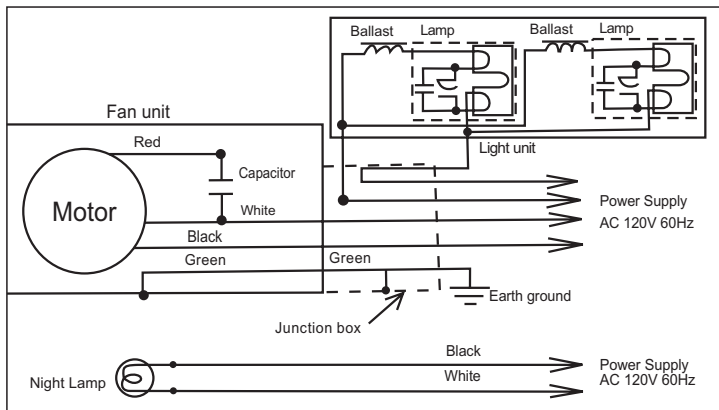 Ballast
Lamp
Ballast
Lamp
Fan unit
Red
Light unit
Capacitor
Motor
White
Power Supply
AC 120V 60Hz
Black
Green
Green
Earth ground
Junction box
Night Lamp
Black
White
Power Supply
AC 120V 60Hz